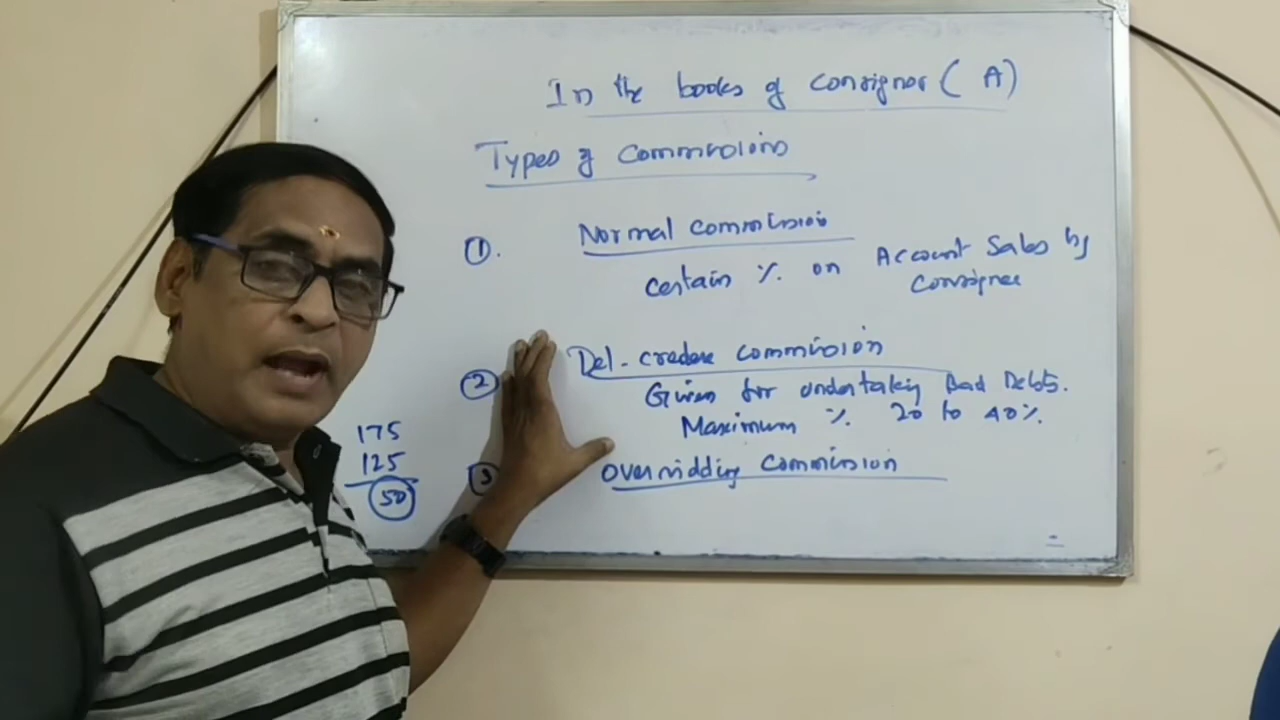 In the books of consignor (A)
Types of Commissions
1. Normal commission
certain % on Account Sales by
Consignee
2 Del-credere commission
Given for undertaking Bad Debts.
Maximum % 20 to 40%.
3 overridding commission
175
125
50